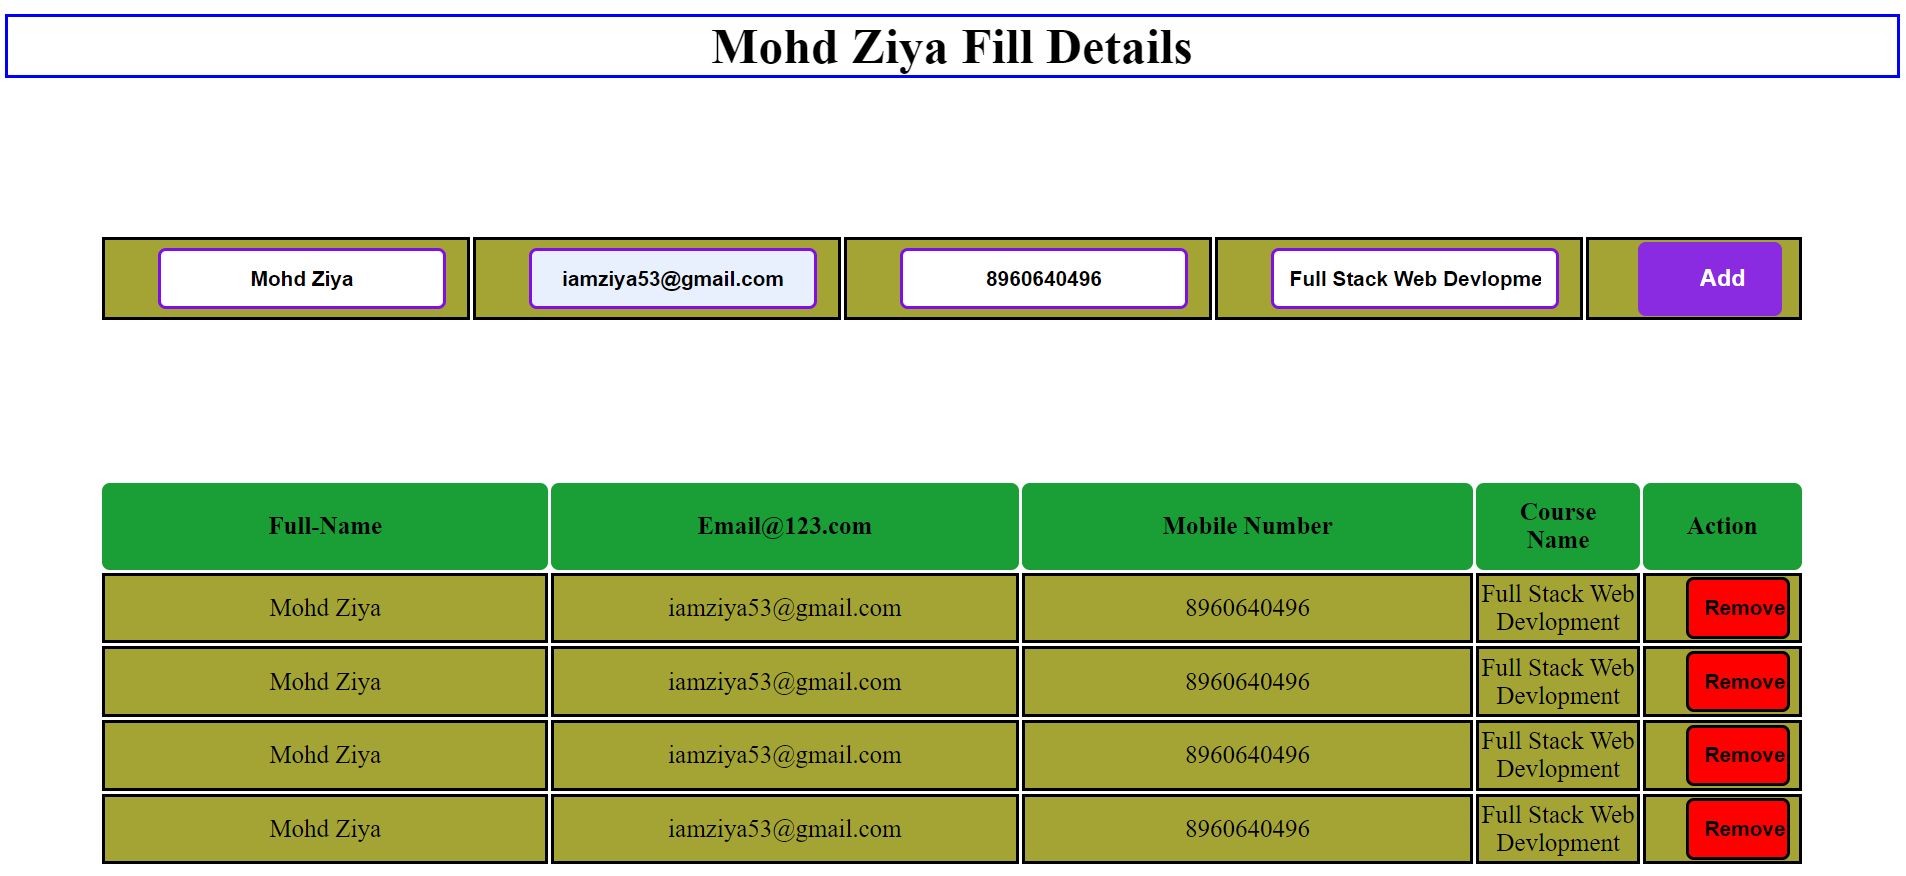 Mohd Ziya Fill Details
Mohd Ziya
iamziya53@gmail.com
8960640496
Full Stack Web Devlopme
Add
Full-Name
Email@123.com
Mobile Number
Course
Name
Action
Mohd Ziya
iamziya53@gmail.com
8960640496
Full Stack Web
Devlopment
Remove
Mohd Ziya
iamziya53@gmail.com
8960640496
Full Stack Web
Devlopment
Remove
Mohd Ziya
iamziya53@gmail.com
8960640496
Full Stack Web
Devlopment
Remove
Mohd Ziya
iamziya53@gmail.com
8960640496
Full Stack Web
Devlopment
Remove